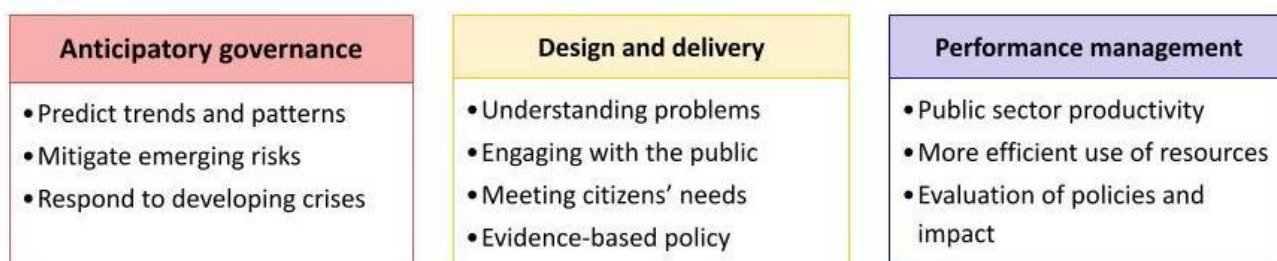 Anticipatory governance
• Predict trends and patterns
• Mitigate emerging risks
• Respond to developing crises
Design and delivery
• Understanding problems
• Engaging with the public
• Meeting citizens’ needs
• Evidence-based policy
Performance management
• Public sector productivity
• More efficient use of resources
• Evaluation of policies and
impact